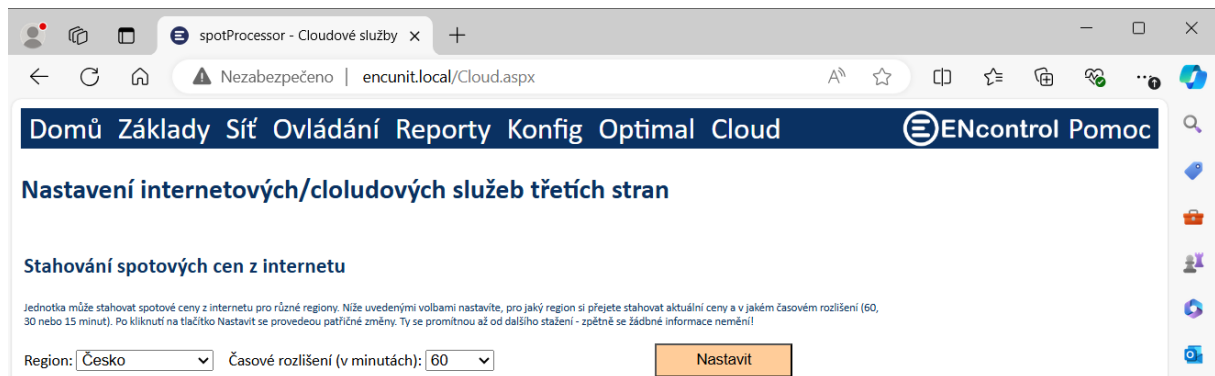 spotProcessor - Cloudové služby
Nezabezpečeno | encunit.local/Cloud.aspx
Domů Základy Síť Ovládání Reporty Konfig Optimal Cloud ENcontrol Pomoc
Nastavení internetových/cloludových služeb třetích stran
Stahování spotových cen z internetu
Jednotka může stahovat spotové ceny z internetu pro různé regiony. Níže uvedenými volbami nastavíte, pro jaký region si přejete stahovat aktuální ceny a v jakém časovém rozlišení (60,
30 nebo 15 minut). Po kliknutí na tlačítko Nastavit se provedeou patřičné změny. Ty se promítnou až od dalšího stažení - zpětně se žádbné informace nemění!
Region: Česko Časové rozlišení (v minutách): 60 Nastavit